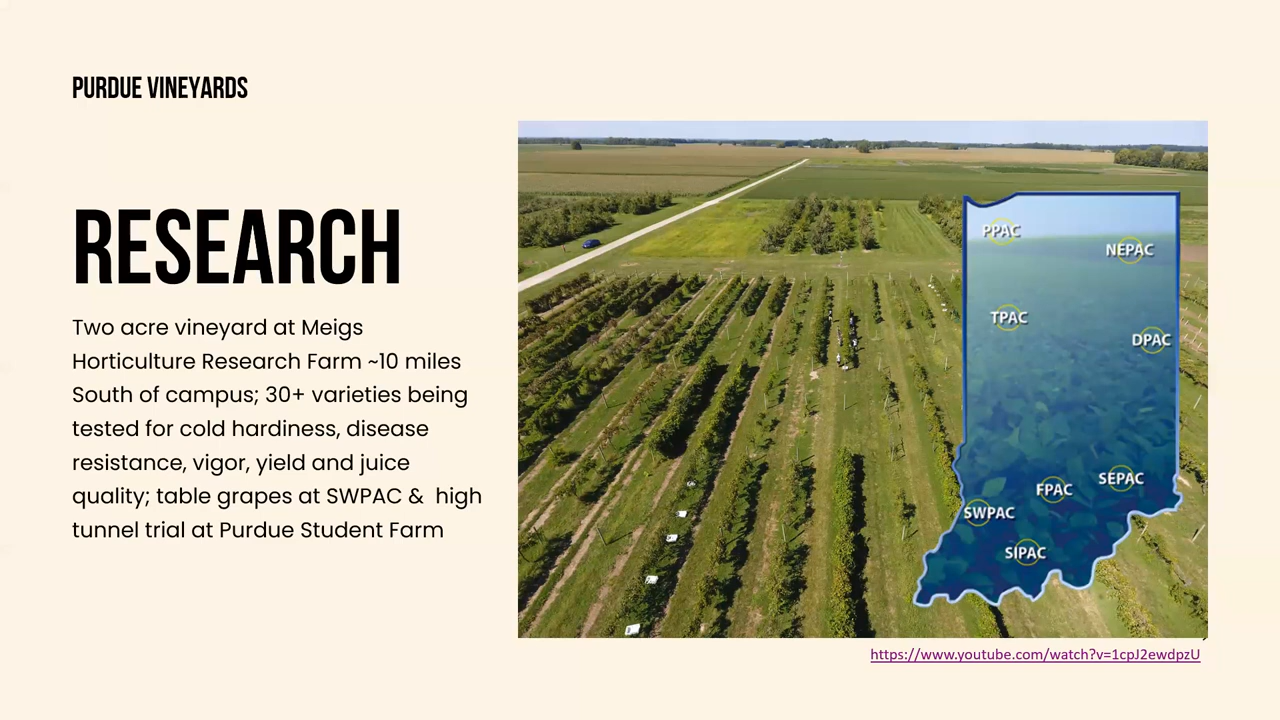 PURDUE VINEYARDS
RESEARCH
Two acre vineyard at Meigs
Horticulture Research Farm ~10 miles
South of campus; 30+ varieties being
tested for cold hardiness, disease
resistance, vigor, yield and juice
quality; table grapes at SWPAC & high
tunnel trial at Purdue Student Farm
PPAC
NEPAC
TPAC
DPAC
SEPAC
FPAC
SWPAC
SIPAC
https://www.youtube.com/watch?v=1cpJ2ewdpzU